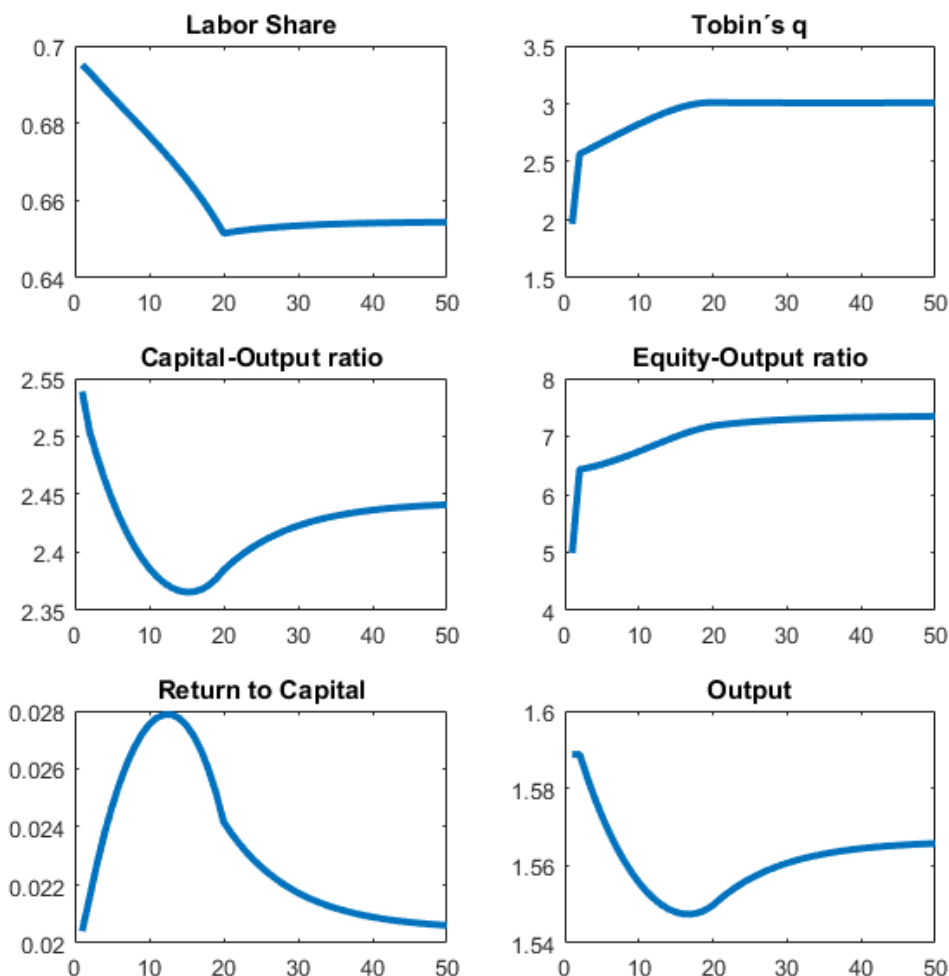 Labor Share
0.7
0.68
0.66
0.64
0 10 20 30 40 50
Tobin´s q
3.5
3
2.5
2
1.5
0 10 20 30 40 50
Capital-Output ratio
2.55
2.5
2.45
2.4
2.35
0 10 20 30 40 50
Equity-Output ratio
8
7
6
5
4
0 10 20 30 40 50
Return to Capital
0.028
0.026
0.024
0.022
0.02
0 10 20 30 40 50
Output
1.6
1.58
1.56
1.54
0 10 20 30 40 50